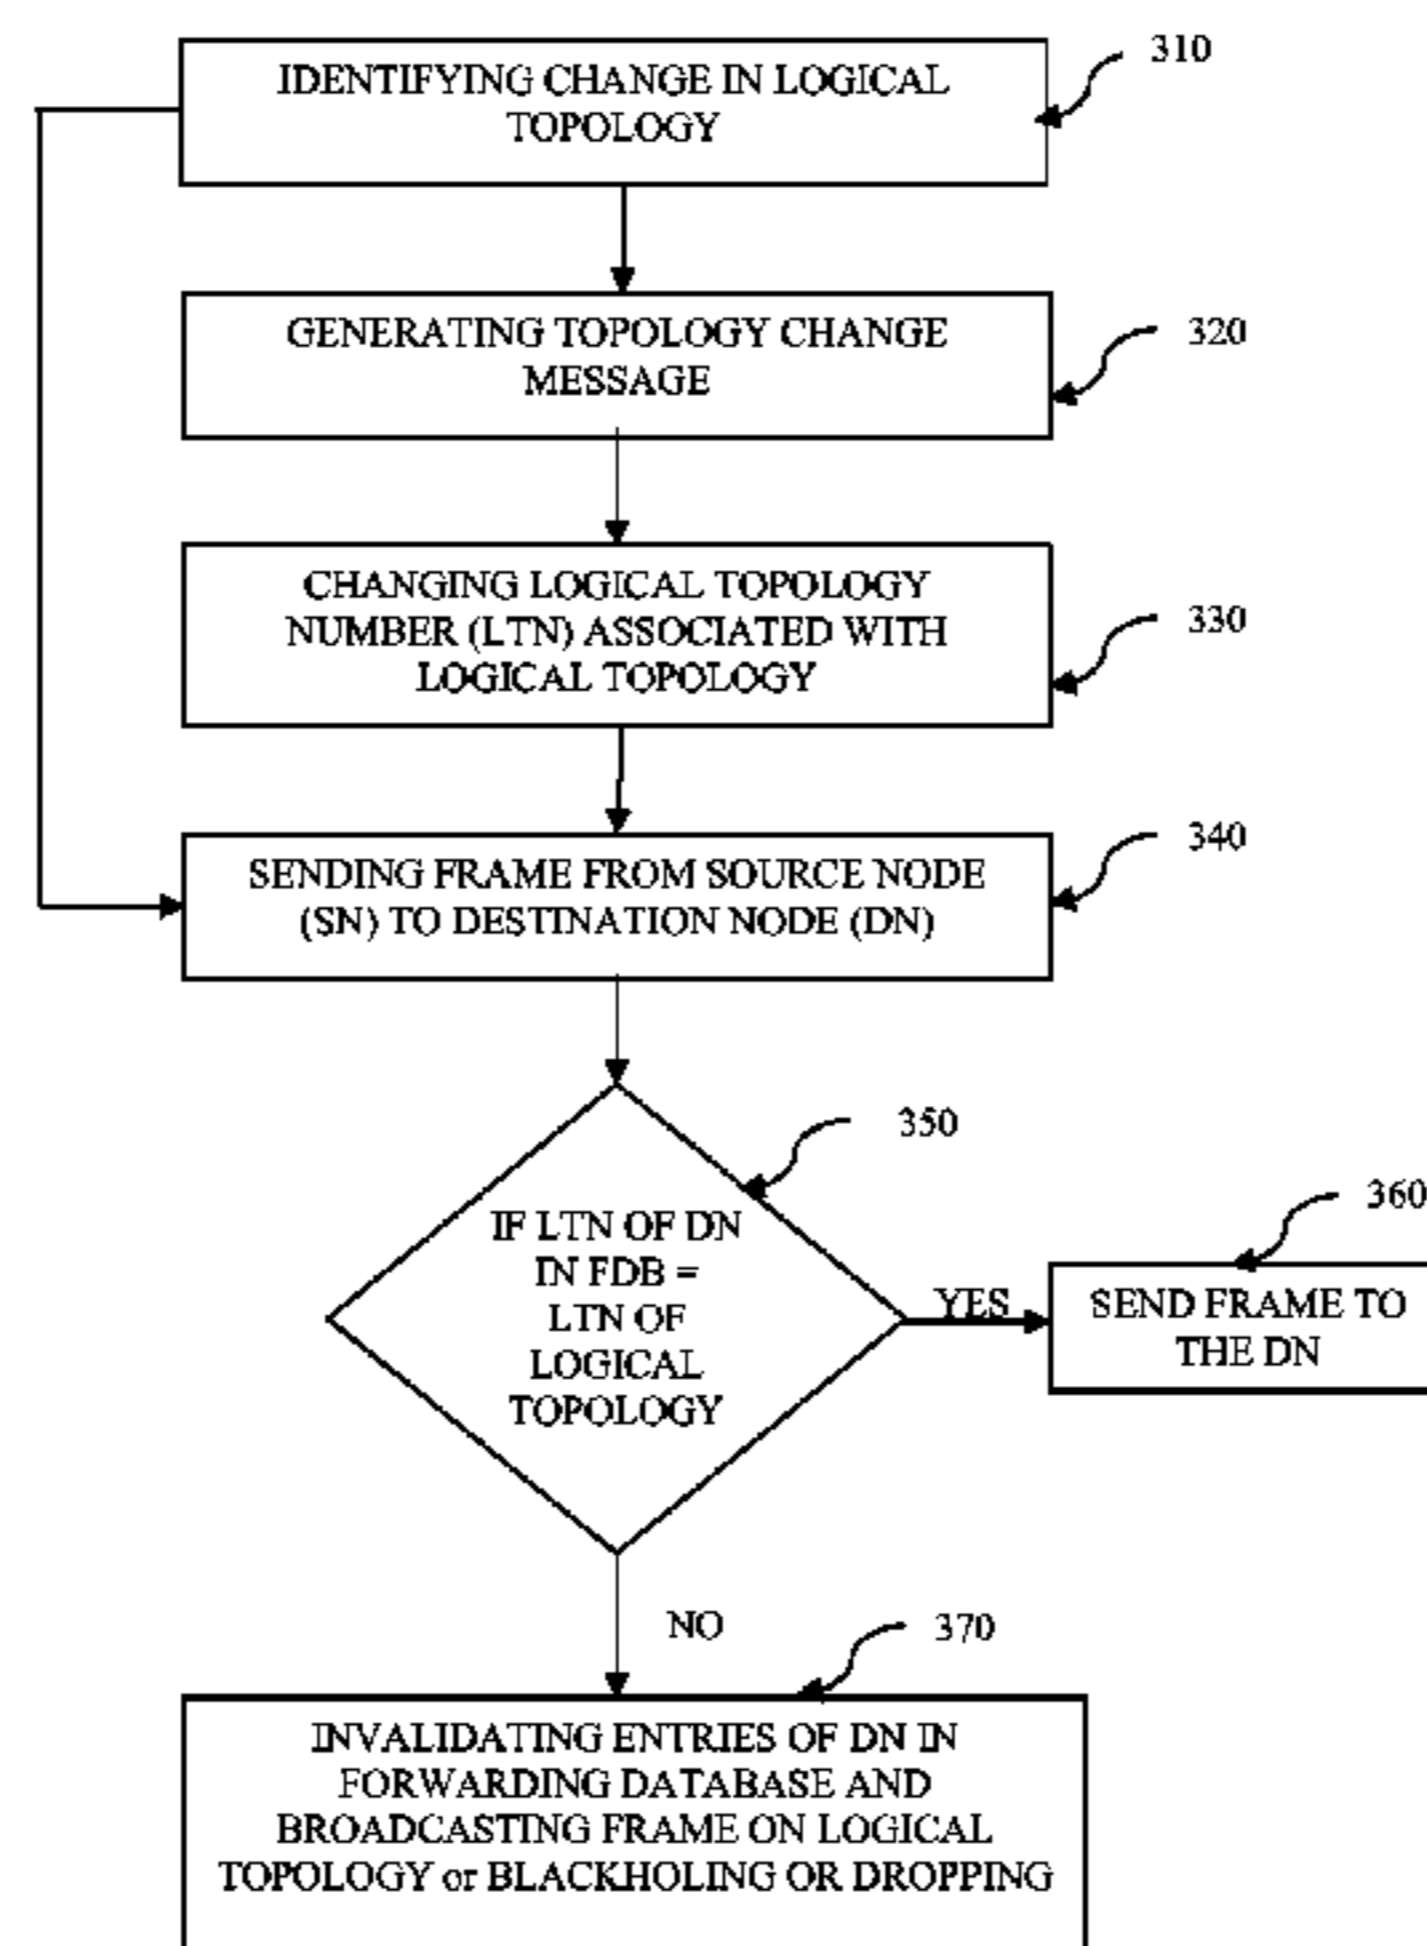 310
IDENTIFYING CHANGE IN LOGICAL
TOPOLOGY
320
GENERATING TOPOLOGY CHANGE
MESSAGE
330
CHANGING LOGICAL TOPOLOGY
NUMBER (LTN) ASSOCIATED WITH
LOGICAL TOPOLOGY
340
SENDING FRAME FROM SOURCE NODE
(SN) TO DESTINATION NODE (DN)
350
IF LTN OF DN
IN FDB =
LTN OF
LOGICAL
TOPOLOGY
YES
360
SEND FRAME TO
THE DN
NO
370
INVALIDATING ENTRIES OF DN IN
FORWARDING DATABASE AND
BROADCASTING FRAME ON LOGICAL
TOPOLOGY or BLACKHOLING OR DROPPING